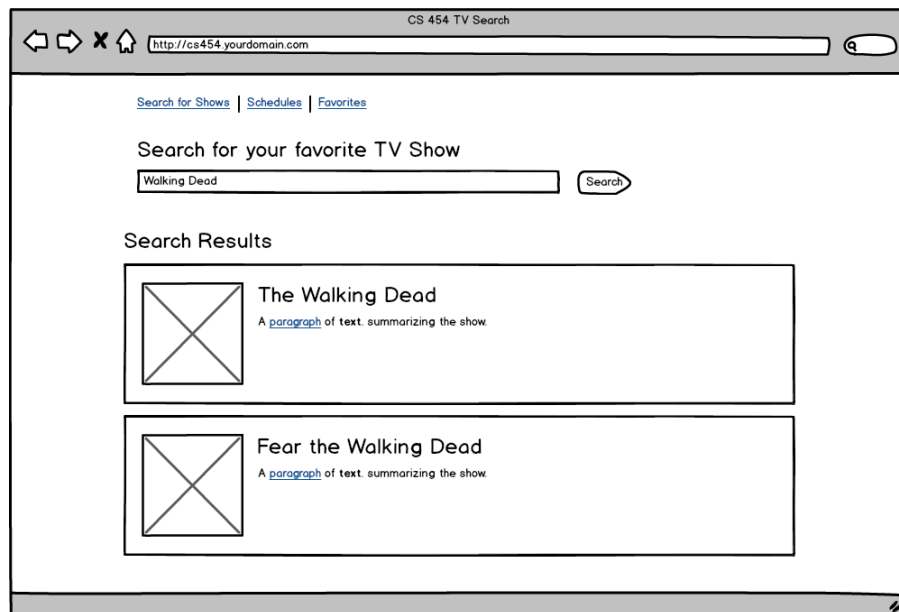 CS 454 TV Search
http://cs454.yourdomain.com
Search for Shows | Schedules | Favorites
Search for your favorite TV Show
Walking Dead
Search
Search Results
The Walking Dead
A paragraph of text. summarizing the show.
Fear the Walking Dead
A paragraph of text. summarizing the show.